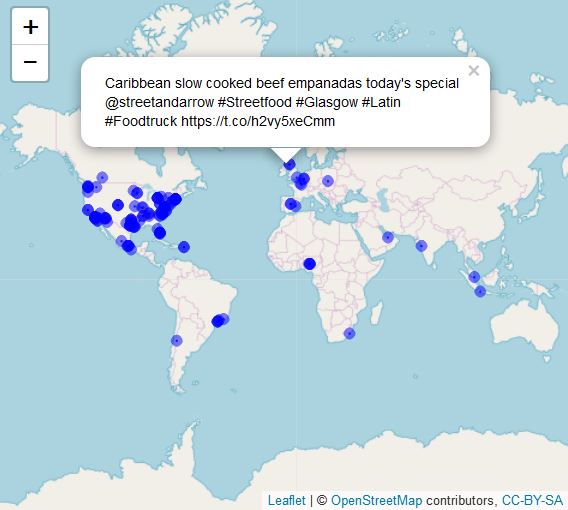 +
−
×
Caribbean slow cooked beef empanadas today's special
@streetandarrow #Streetfood #Glasgow #Latin
#Foodtruck https://t.co/h2vy5xeCmm
Leaflet | © OpenStreetMap contributors, CC-BY-SA